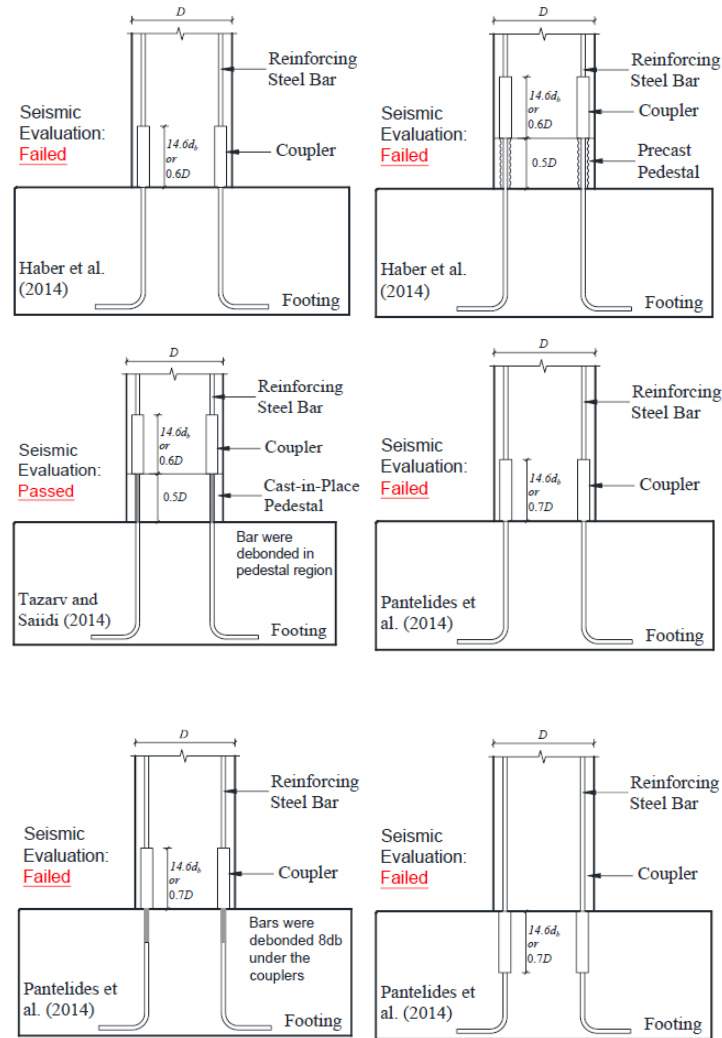 D
Reinforcing
Steel Bar
Seismic
Evaluation:
Failed
14.6d_b
or
0.6D
Coupler
Haber et al.
(2014)
Footing
D
Reinforcing
Steel Bar
Seismic
Evaluation:
Failed
14.6d_b
or
0.6D
Coupler
0.5D
Precast
Pedestal
Haber et al.
(2014)
Footing
D
Reinforcing
Steel Bar
Seismic
Evaluation:
Passed
14.6d_b
or
0.6D
Coupler
0.5D
Cast-in-Place
Pedestal
Bar were
debonded in
pedestal region
Tazarv and
Saiidi (2014)
Footing
D
Reinforcing
Steel Bar
Seismic
Evaluation:
Failed
14.6d_b
or
0.7D
Coupler
Pantelides et
al. (2014)
Footing
D
Reinforcing
Steel Bar
Seismic
Evaluation:
Failed
14.6d_b
or
0.7D
Coupler
Bars were
debonded 8db
under the
couplers
Pantelides et
al. (2014)
Footing
D
Reinforcing
Steel Bar
Seismic
Evaluation:
Failed
Coupler
14.6d_b
or
0.7D
Pantelides et
al. (2014)
Footing